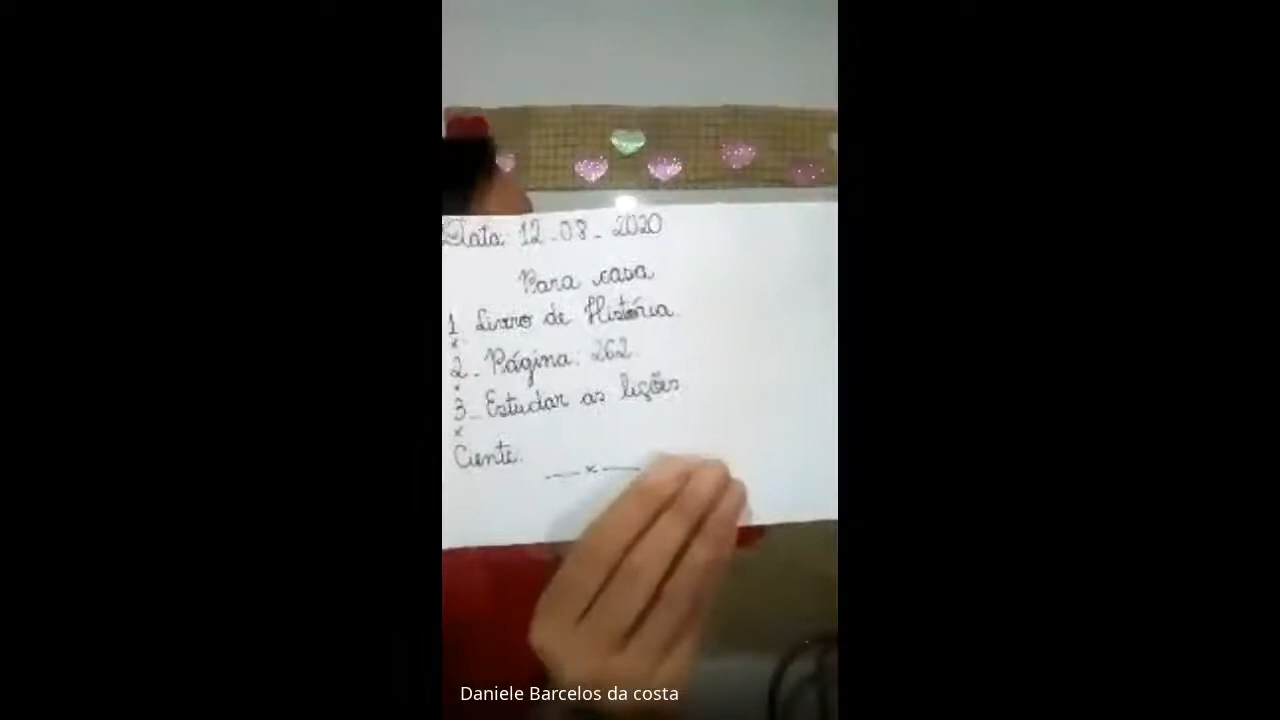 Data: 12-08-2020
Para casa
1. Livro de História
x
2. Página: 262.
x
3. Estudar as lições
x
Ciente:
—x—
Daniele Barcelos da costa